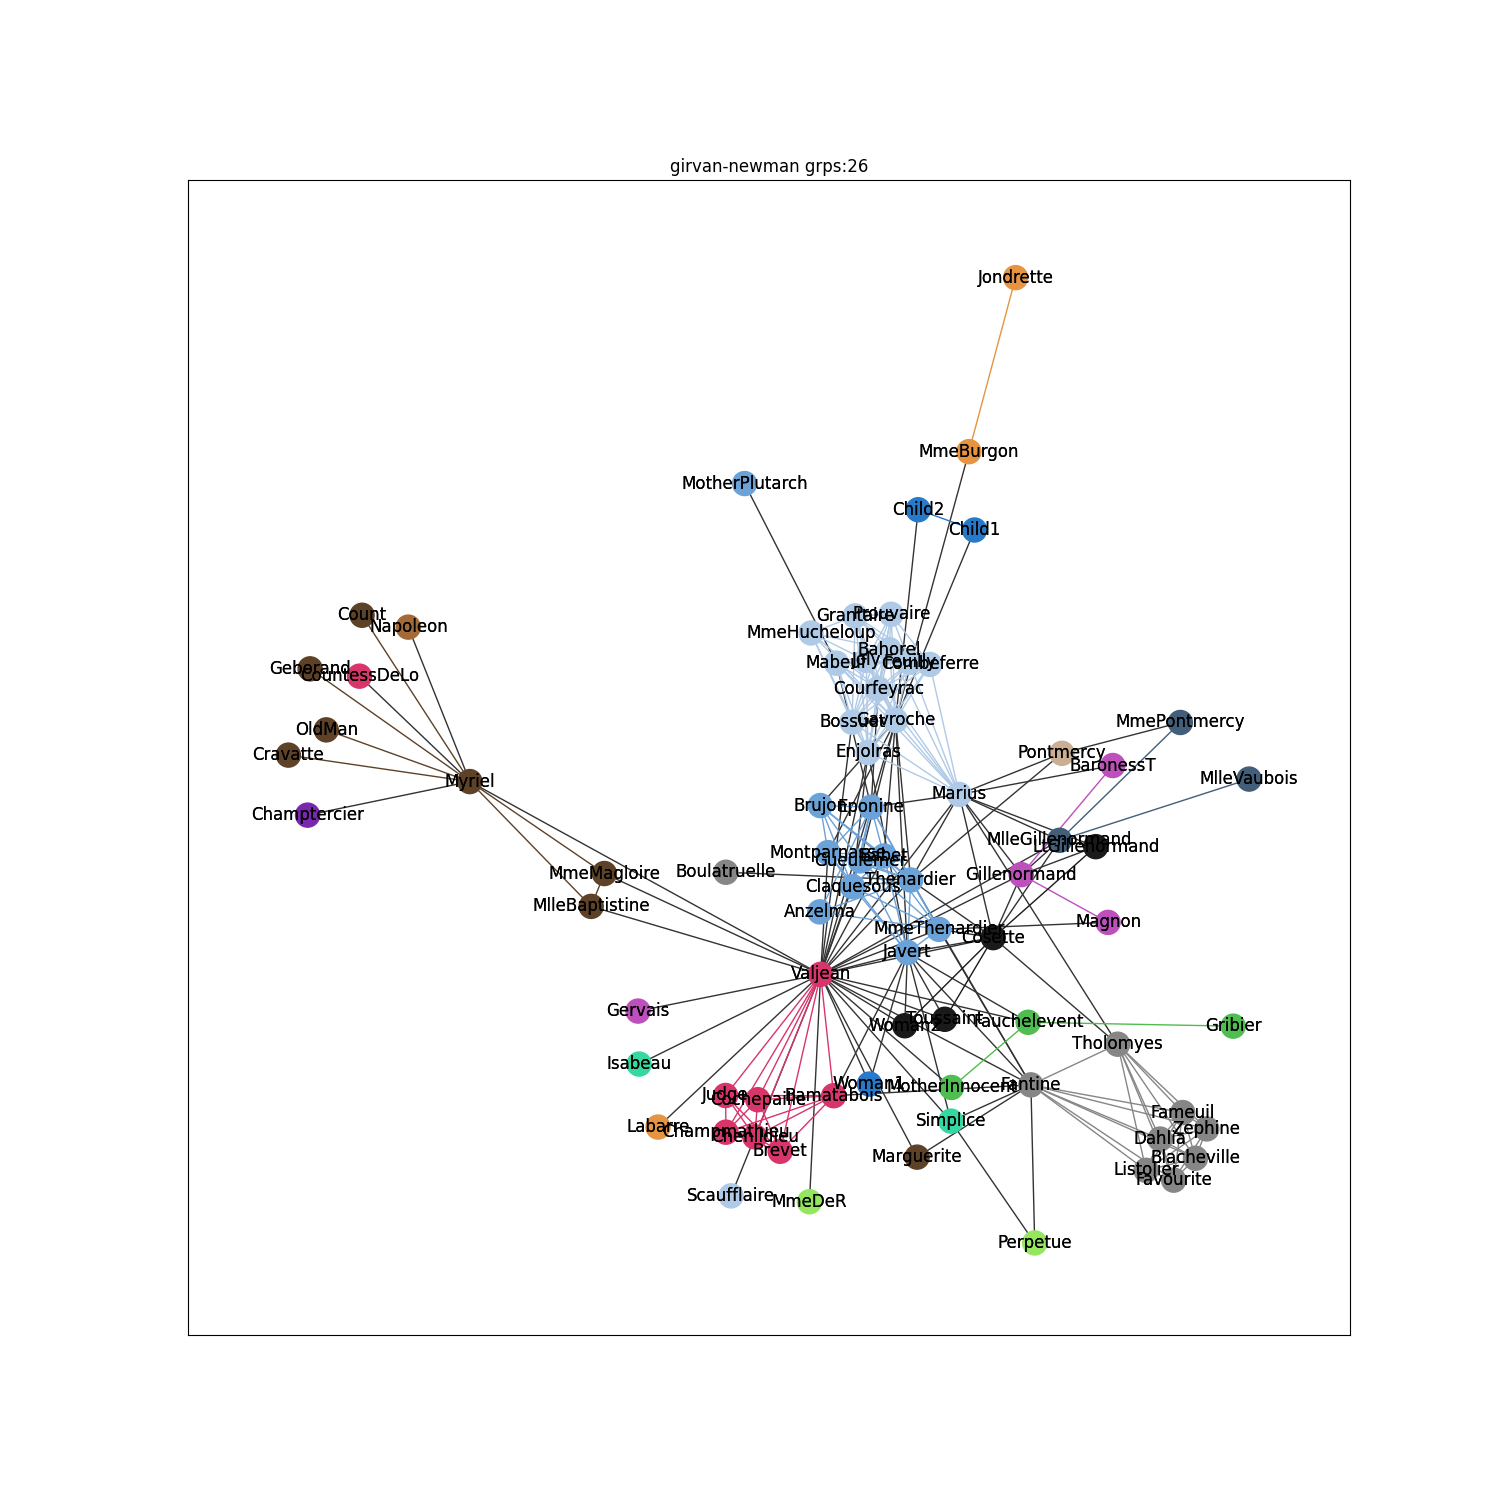 girvan-newman grps:26
Jondrette
MmeBurgon
MotherPlutarch
Child2
Child1
Count
Napoleon
Grantaire
Prouvaire
MmeHucheloup
Bahorel
Mabeuf
Joly
Feuilly
Combeferre
Geborand
CountessDeLo
Courfeyrac
Bossuet
Gavroche
MmePontmercy
OldMan
Cravatte
Enjolras
Pontmercy
BaronessT
Myriel
MlleVaubois
Marius
Brujon
Eponine
Champtercier
MlleGillenormand
LtGillenormand
Montparnasse
Babet
Gueulemer
MmeMagloire
Boulatruelle
Thenardier
Gillenormand
Claquesous
MlleBaptistine
Anzelma
Magnon
MmeThenardier
Cosette
Javert
Valjean
Gervais
Woman2
Toussaint
Fauchelevent
Gribier
Tholomyes
Isabeau
Woman1
MotherInnocent
Fantine
Judge
Cochepaille
Bamatabois
Fameuil
Simplice
Labarre
Champmathieu
Chenildieu
Zephine
Dahlia
Brevet
Marguerite
Blacheville
Listolier
Favourite
Scaufflaire
MmeDeR
Perpetue